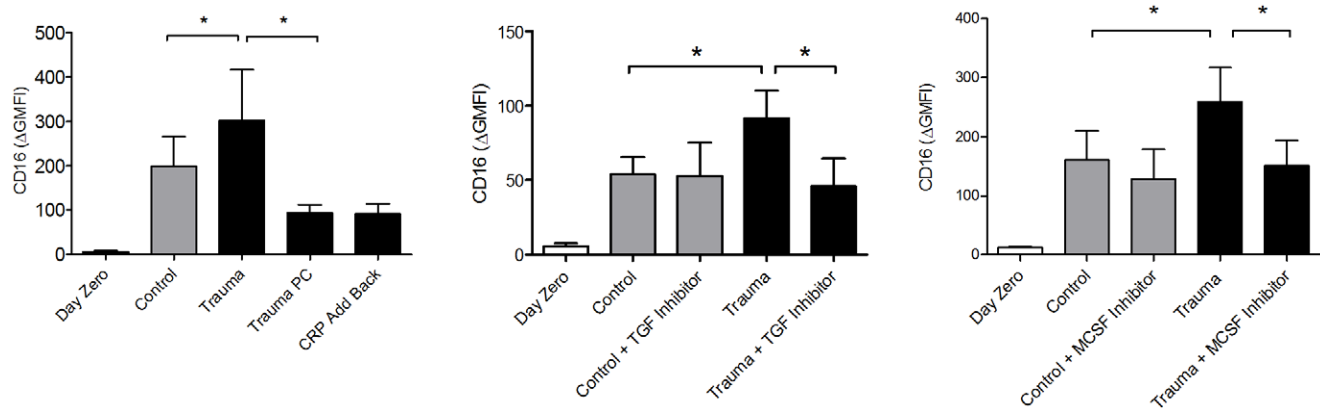 * *
500
400
300
200
100
0
CD16 (ΔGMFI)
Day Zero
Control
Trauma
Trauma PC
CRP Add Back
* *
150
100
50
0
CD16 (ΔGMFI)
Day Zero
Control
Control + TGF Inhibitor
Trauma
Trauma + TGF Inhibitor
* *
400
300
200
100
0
CD16 (ΔGMFI)
Day Zero
Control
Control + MCSF Inhibitor
Trauma
Trauma + MCSF Inhibitor